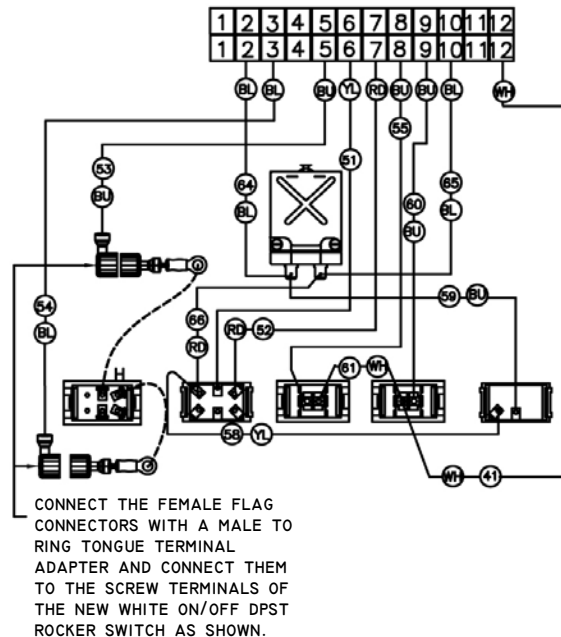 1 2 3 4 5 6 7 8 9 10 11 12
1 2 3 4 5 6 7 8 9 10 11 12
BL BL BU YL RD BU BU BL WH
55
51
53
64 65
BU 60
BL BL
BU
59 BU
54
66 RD 52
BL
RD
61 WH
H
58 YL
WH 41
CONNECT THE FEMALE FLAG
CONNECTORS WITH A MALE TO
RING TONGUE TERMINAL
ADAPTER AND CONNECT THEM
TO THE SCREW TERMINALS OF
THE NEW WHITE ON/OFF DPST
ROCKER SWITCH AS SHOWN.